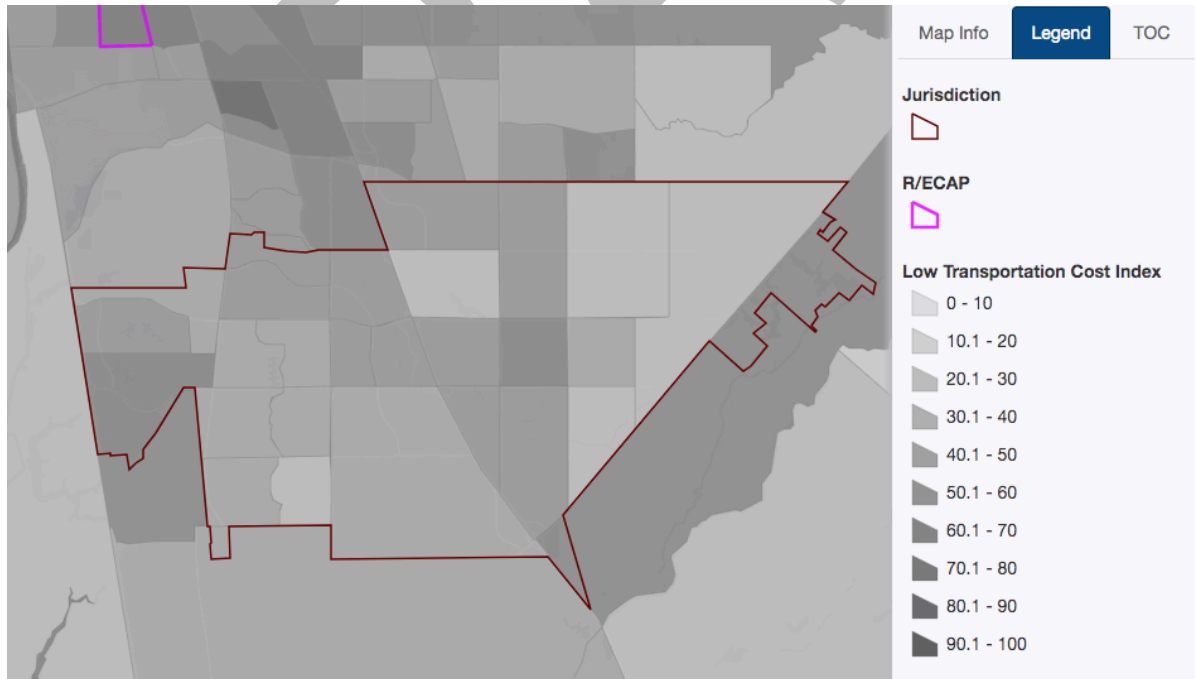 Map Info Legend TOC
Jurisdiction
R/ECAP
Low Transportation Cost Index
0 - 10
10.1 - 20
20.1 - 30
30.1 - 40
40.1 - 50
50.1 - 60
60.1 - 70
70.1 - 80
80.1 - 90
90.1 - 100